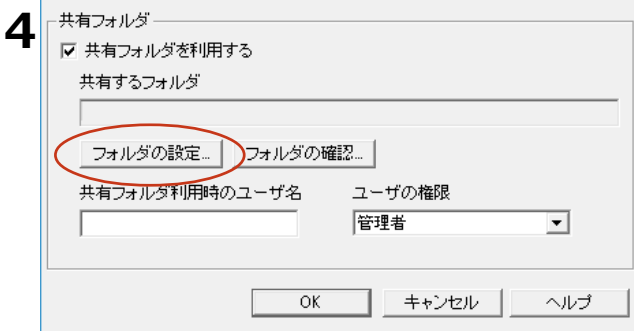 4
共有フォルダ
共有フォルダを利用する
共有するフォルダ
フォルダの設定... フォルダの確認...
共有フォルダ利用時のユーザ名 ユーザの権限
管理者
OK キャンセル ヘルプ